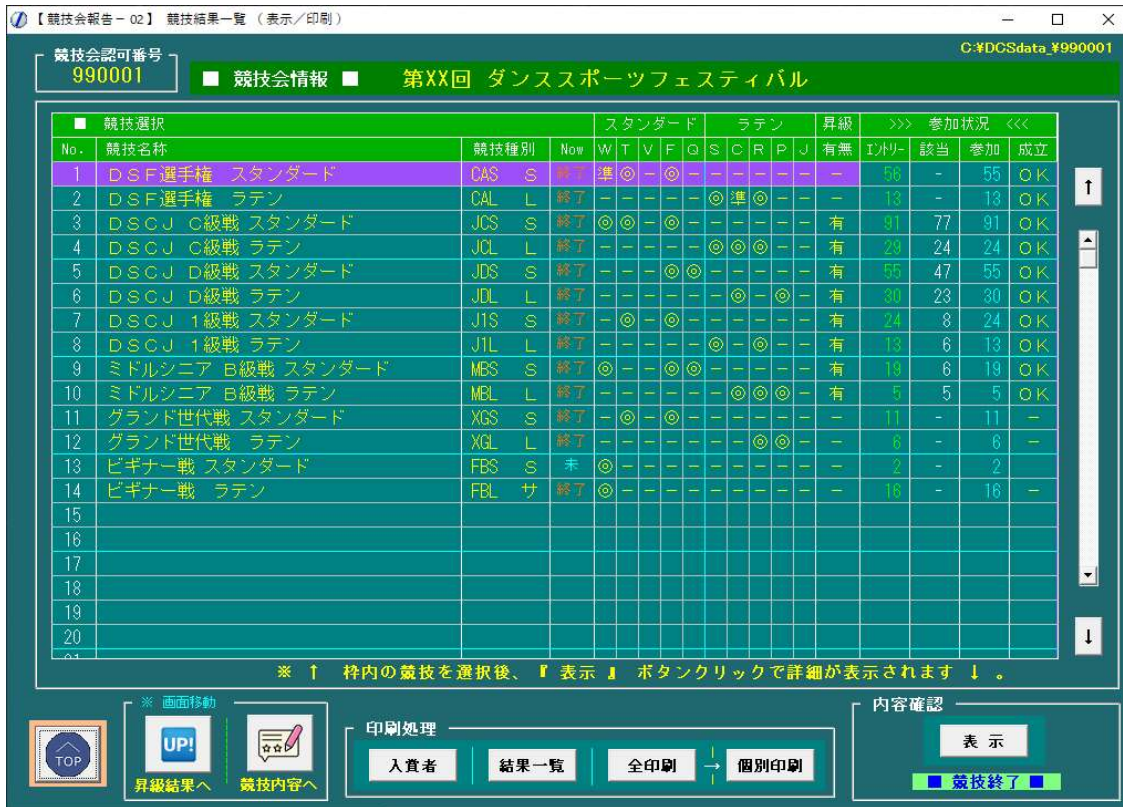 【 競技会報告 - 02 】 競技結果一覧 （ 表示／印刷 ）
C:¥DCSdata_¥990001
競技会認可番号
990001
■ 競技会情報 ■ 第XX回 ダンススポーツフェスティバル
■ 競技選択 スタンダード ラテン 昇級 >>> 参加状況 <<<
No. 競技名称 競技種別 Now W T V F Q S C R P J 有無 ｴﾝﾄﾘｰ 該当 参加 成立
1 ＤＳＦ選手権 スタンダード CAS S 終了 準 ◎ － ◎ － － － － － － － 56 - 55 ＯＫ
2 ＤＳＦ選手権 ラテン CAL L 終了 － － － － － ◎ 準 ◎ － － － 13 - 13 ＯＫ
3 ＤＳＣＪ Ｃ級戦 スタンダード JCS S 終了 ◎ ◎ － ◎ － － － － － － 有 91 77 91 ＯＫ
4 ＤＳＣＪ Ｃ級戦 ラテン JCL L 終了 － － － － － ◎ ◎ ◎ － － 有 29 24 24 ＯＫ
5 ＤＳＣＪ Ｄ級戦 スタンダード JDS S 終了 － － － ◎ ◎ － － － － － 有 55 47 55 ＯＫ
6 ＤＳＣＪ Ｄ級戦 ラテン JDL L 終了 － － － － － － ◎ － ◎ － 有 30 23 30 ＯＫ
7 ＤＳＣＪ １級戦 スタンダード J1S S 終了 － ◎ － ◎ － － － － － － 有 24 8 24 ＯＫ
8 ＤＳＣＪ １級戦 ラテン J1L L 終了 － － － － － ◎ － ◎ － － 有 13 6 13 ＯＫ
9 ミドルシニア Ｂ級戦 スタンダード MBS S 終了 ◎ － － ◎ ◎ － － － － － 有 19 6 19 ＯＫ
10 ミドルシニア Ｂ級戦 ラテン MBL L 終了 － － － － － － ◎ ◎ ◎ － 有 5 5 5 ＯＫ
11 グランド世代戦 スタンダード XGS S 終了 － ◎ － ◎ － － － － － － － 11 - 11 －
12 グランド世代戦 ラテン XGL L 終了 － － － － － － － ◎ ◎ － － 6 - 6 －
13 ビギナー戦 スタンダード FBS S 未 ◎ － － － － － － － － － － 2 - 2
14 ビギナー戦 ラテン FBL サ 終了 ◎ － － － － － － － － － － 16 - 16 －
15
16
17
18
19
20
※ ↑ 枠内の競技を選択後、『 表示 』 ボタンクリックで詳細が表示されます ↓ 。
※ 画面移動
TOP
UP!
昇級結果へ
競技内容へ
印刷処理
入賞者 結果一覧 全印刷 → 個別印刷
内容確認
表 示
■ 競技終了 ■